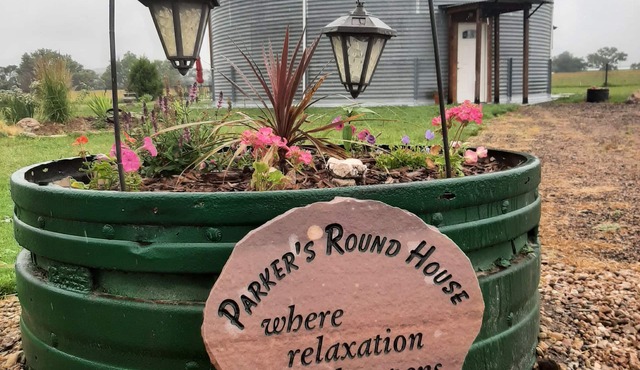 Parker's Round House
where
relaxation